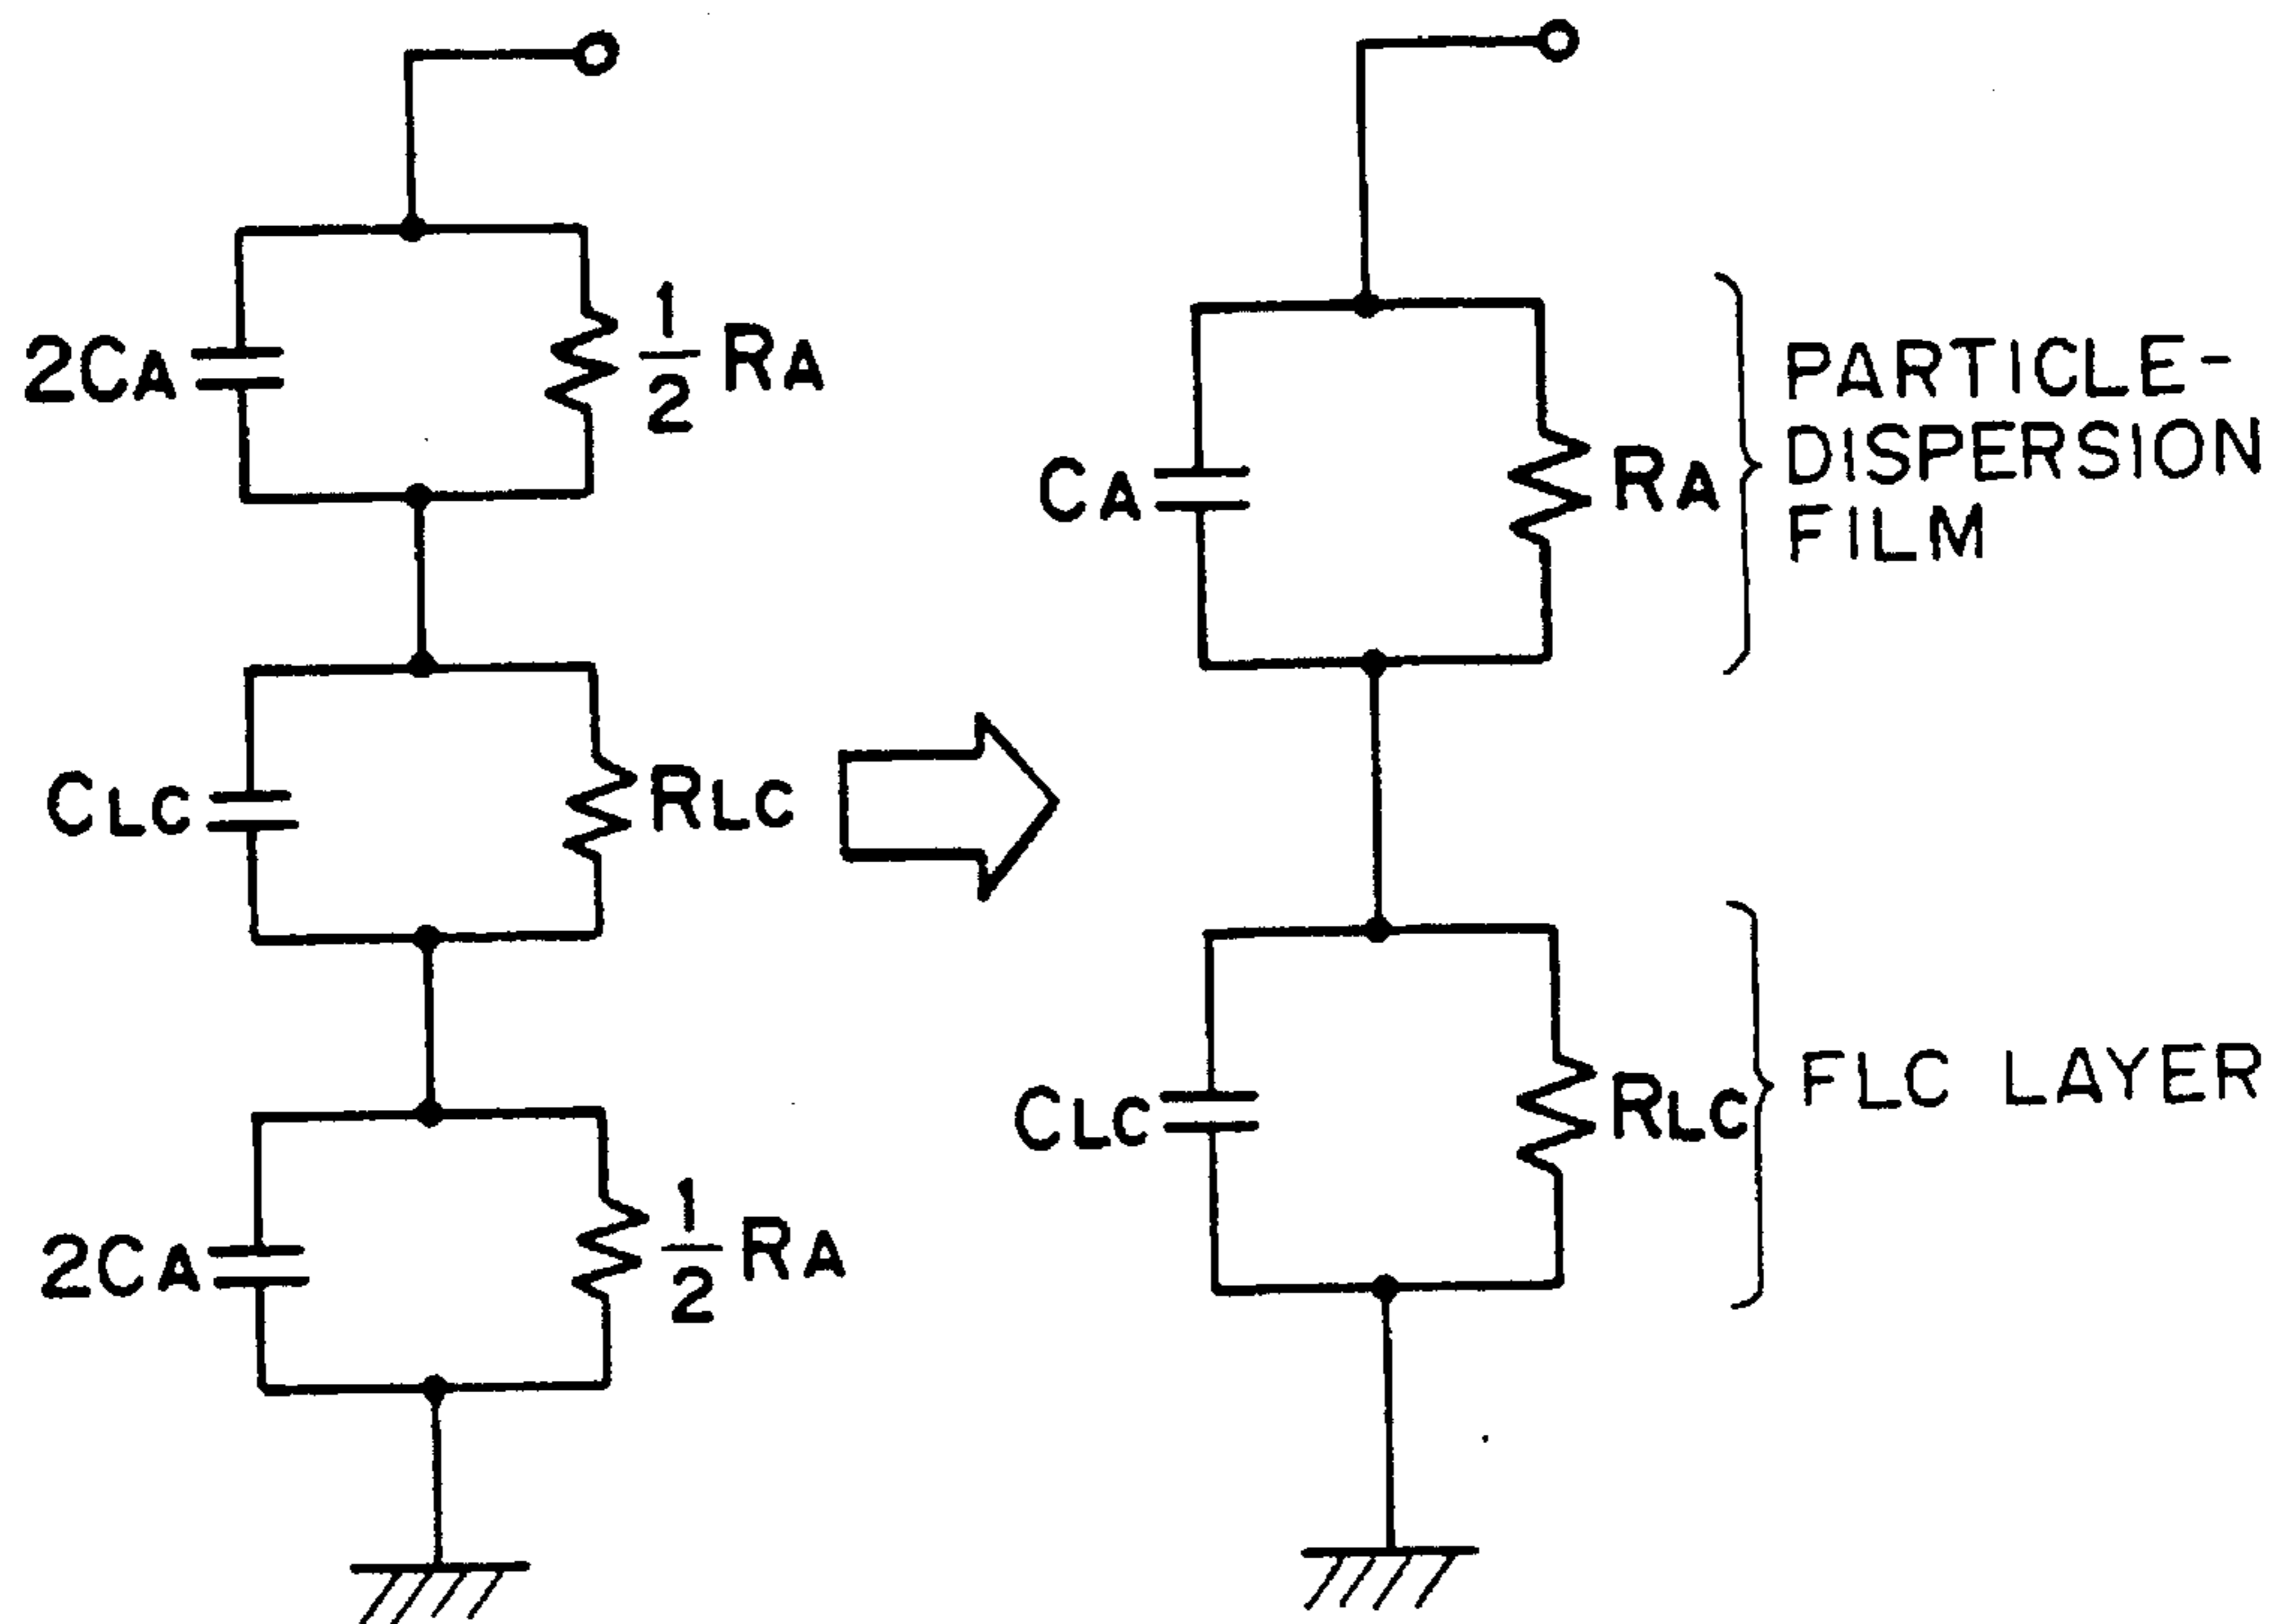 2CA
1/2 RA
CLC
RLC
2CA
1/2 RA
CA
RA
PARTICLE-
DISPERSION
FILM
CLC
RLC
FLC LAYER